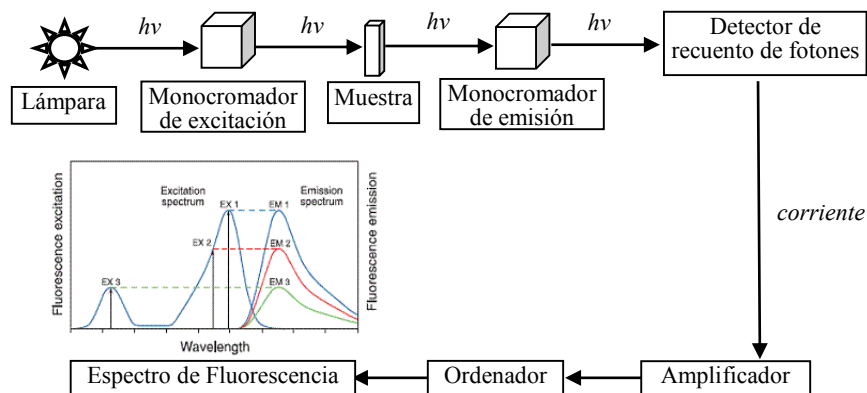 hν
hν
hν
hν
Detector de
recuento de fotones
Lámpara
Monocromador
de excitación
Muestra
Monocromador
de emisión
corriente
Fluorescence excitation
Excitation
spectrum
EX 1
EX 2
EX 3
EM 1
EM 2
EM 3
Emission
spectrum
Fluorescence emission
Wavelength
Espectro de Fluorescencia
Ordenador
Amplificador